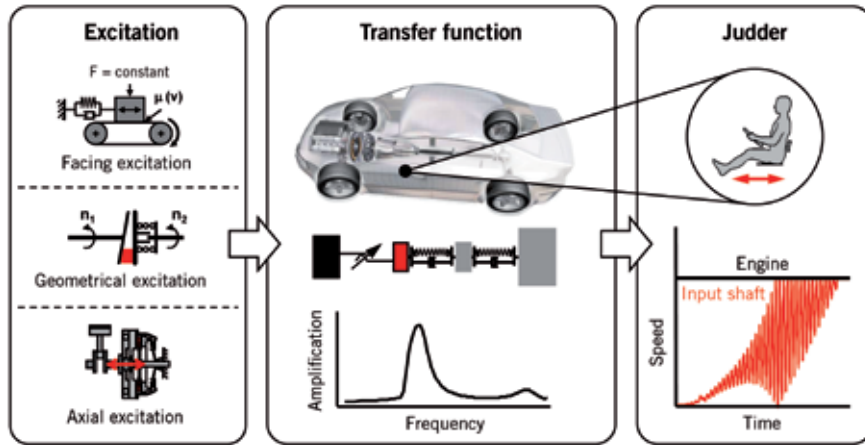 Excitation
F = constant
μ (v)
Facing excitation
n₁
n₂
Geometrical excitation
Axial excitation
Transfer function
Amplification
Frequency
Judder
Engine
Input shaft
Speed
Time